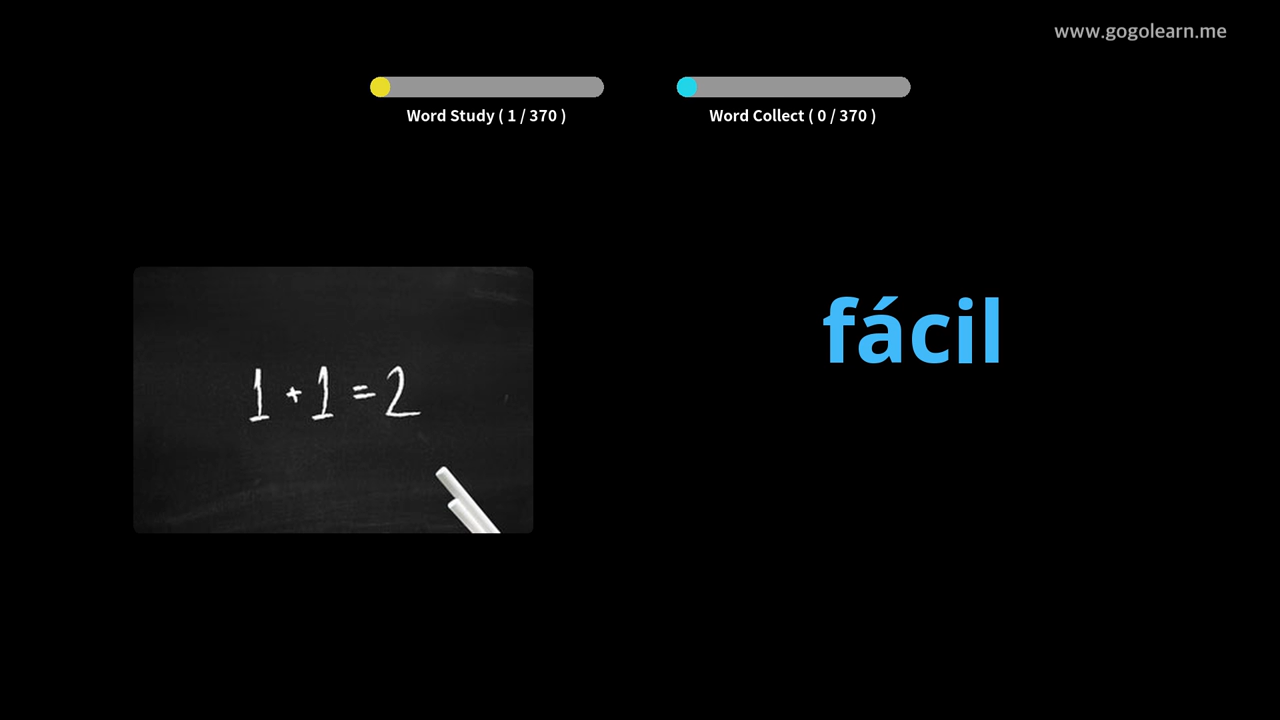 www.gogolearn.me
Word Study ( 1 / 370 )
Word Collect ( 0 / 370 )
fácil
1 + 1 = 2